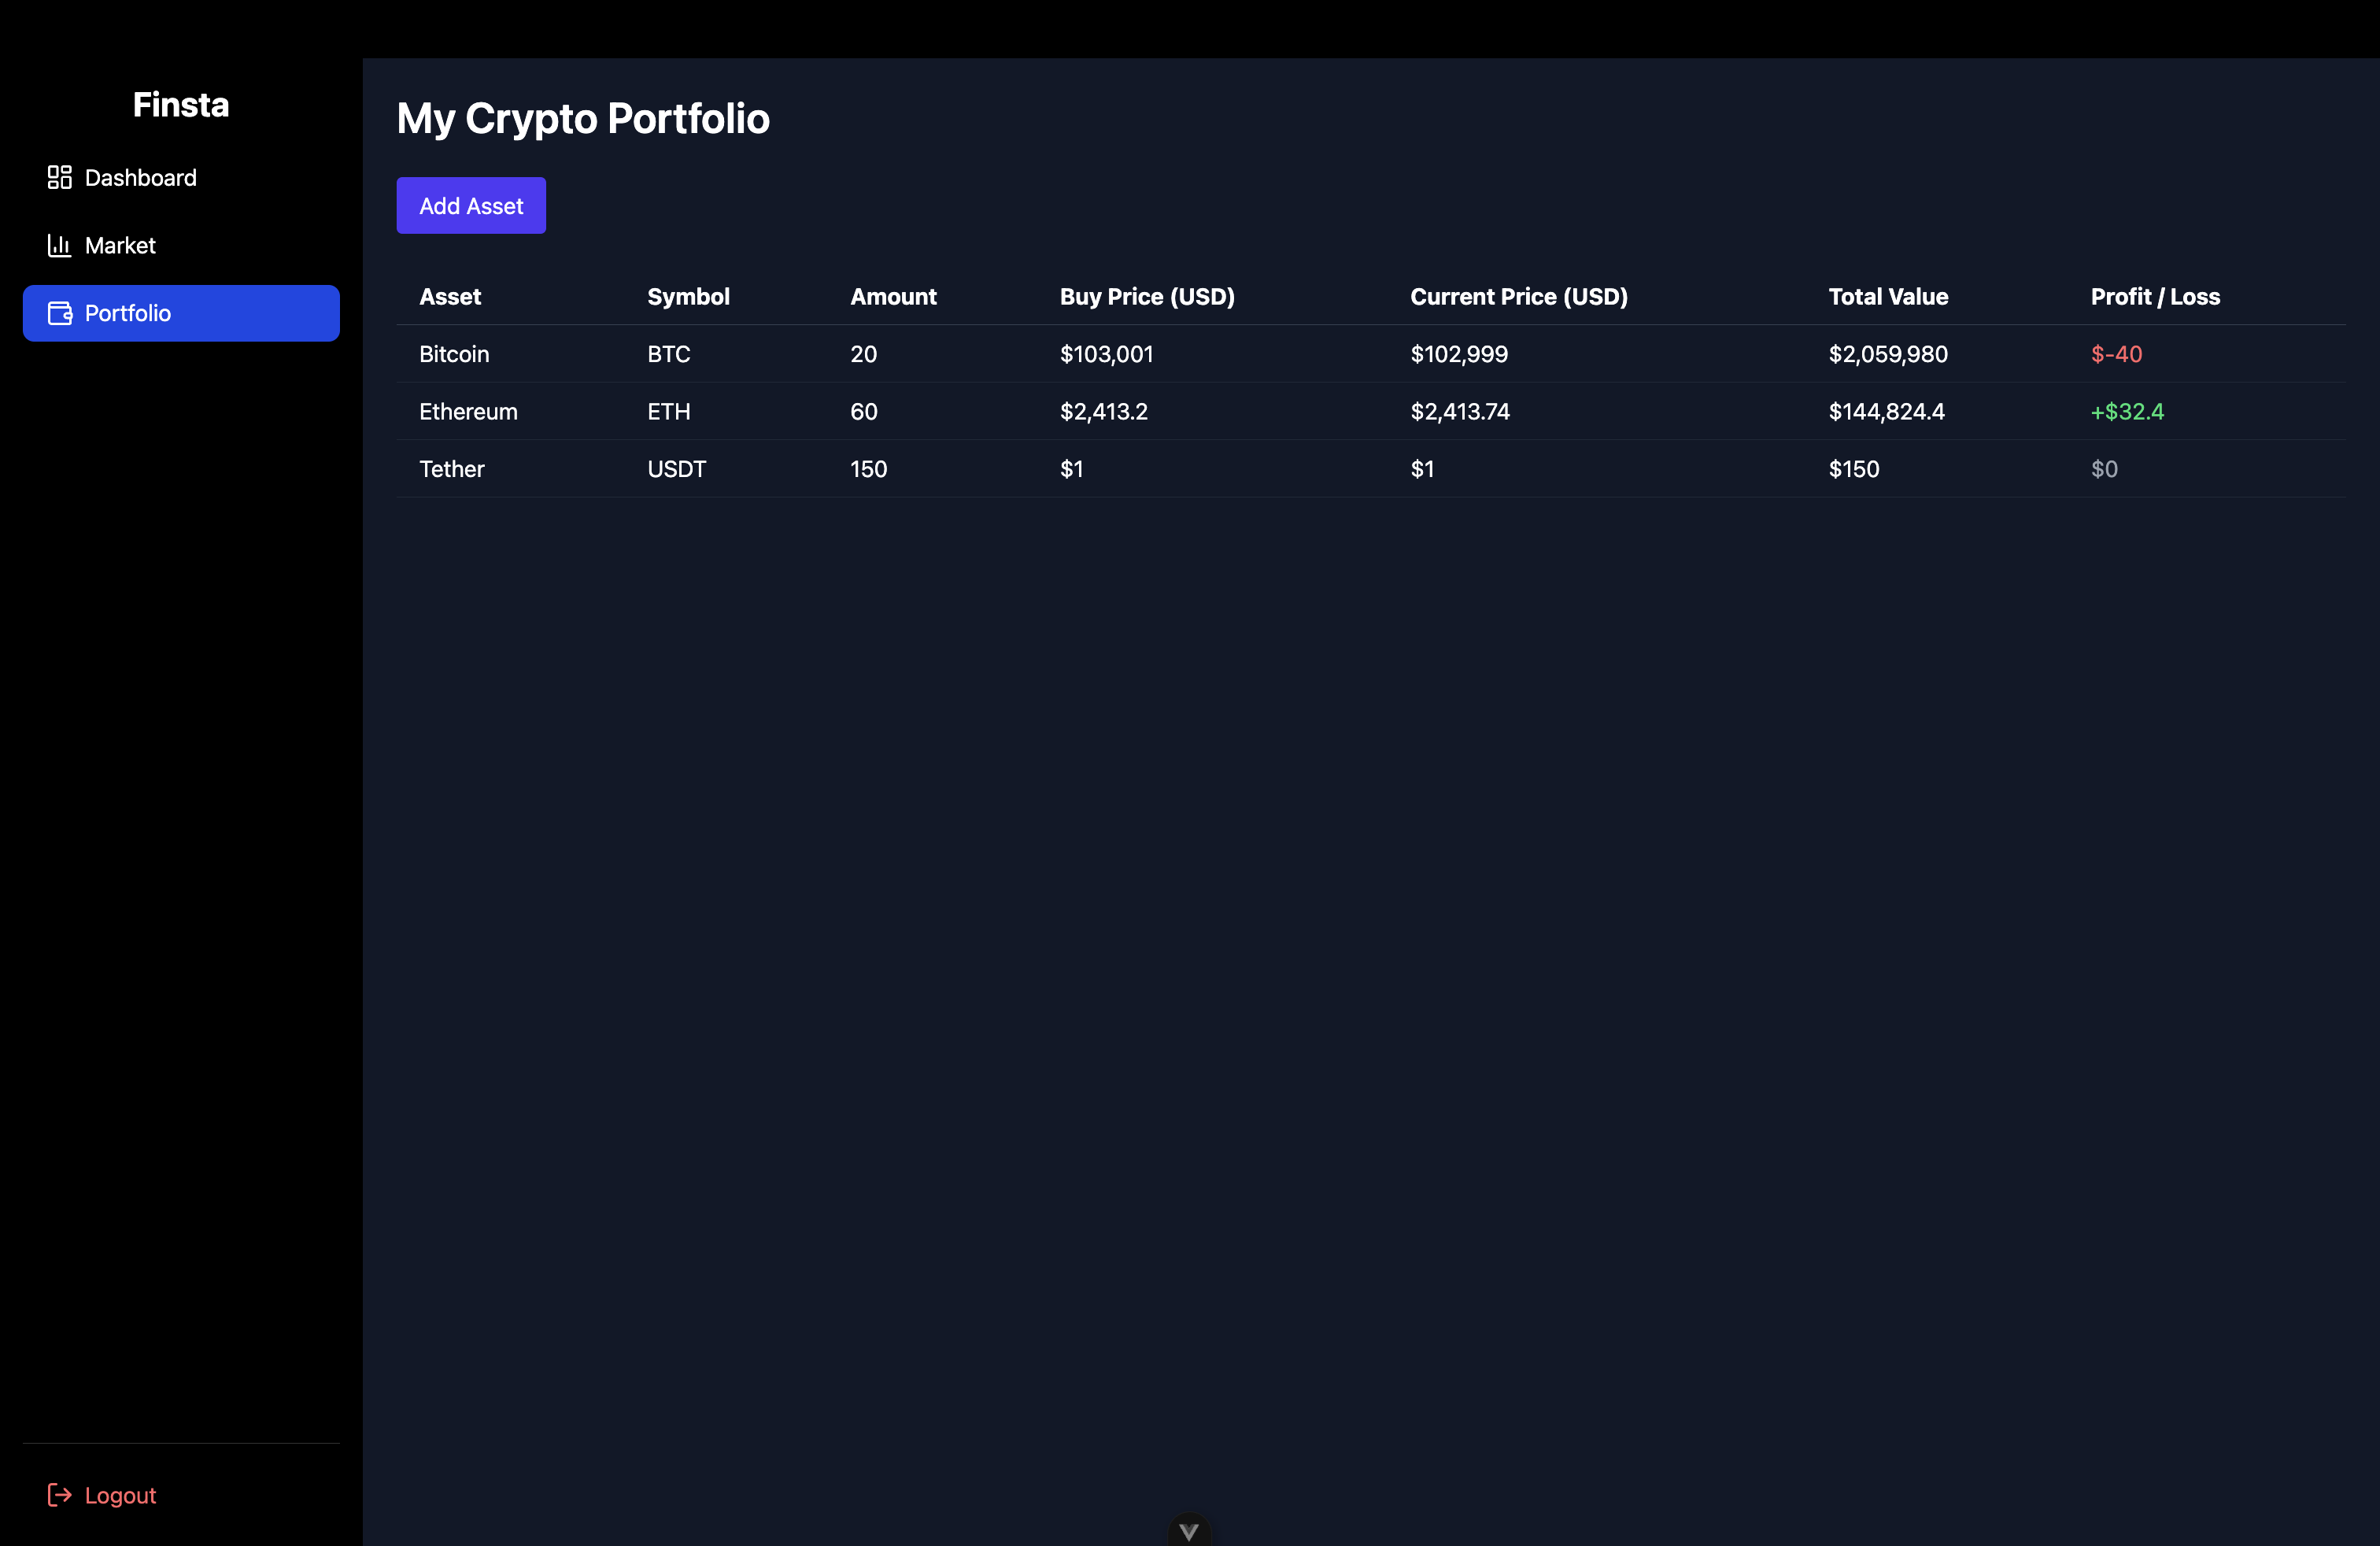 Finsta
Dashboard
Market
Portfolio
Logout
My Crypto Portfolio
Add Asset
Asset Symbol Amount Buy Price (USD) Current Price (USD) Total Value Profit / Loss
Bitcoin BTC 20 $103,001 $102,999 $2,059,980 $-40
Ethereum ETH 60 $2,413.2 $2,413.74 $144,824.4 +$32.4
Tether USDT 150 $1 $1 $150 $0